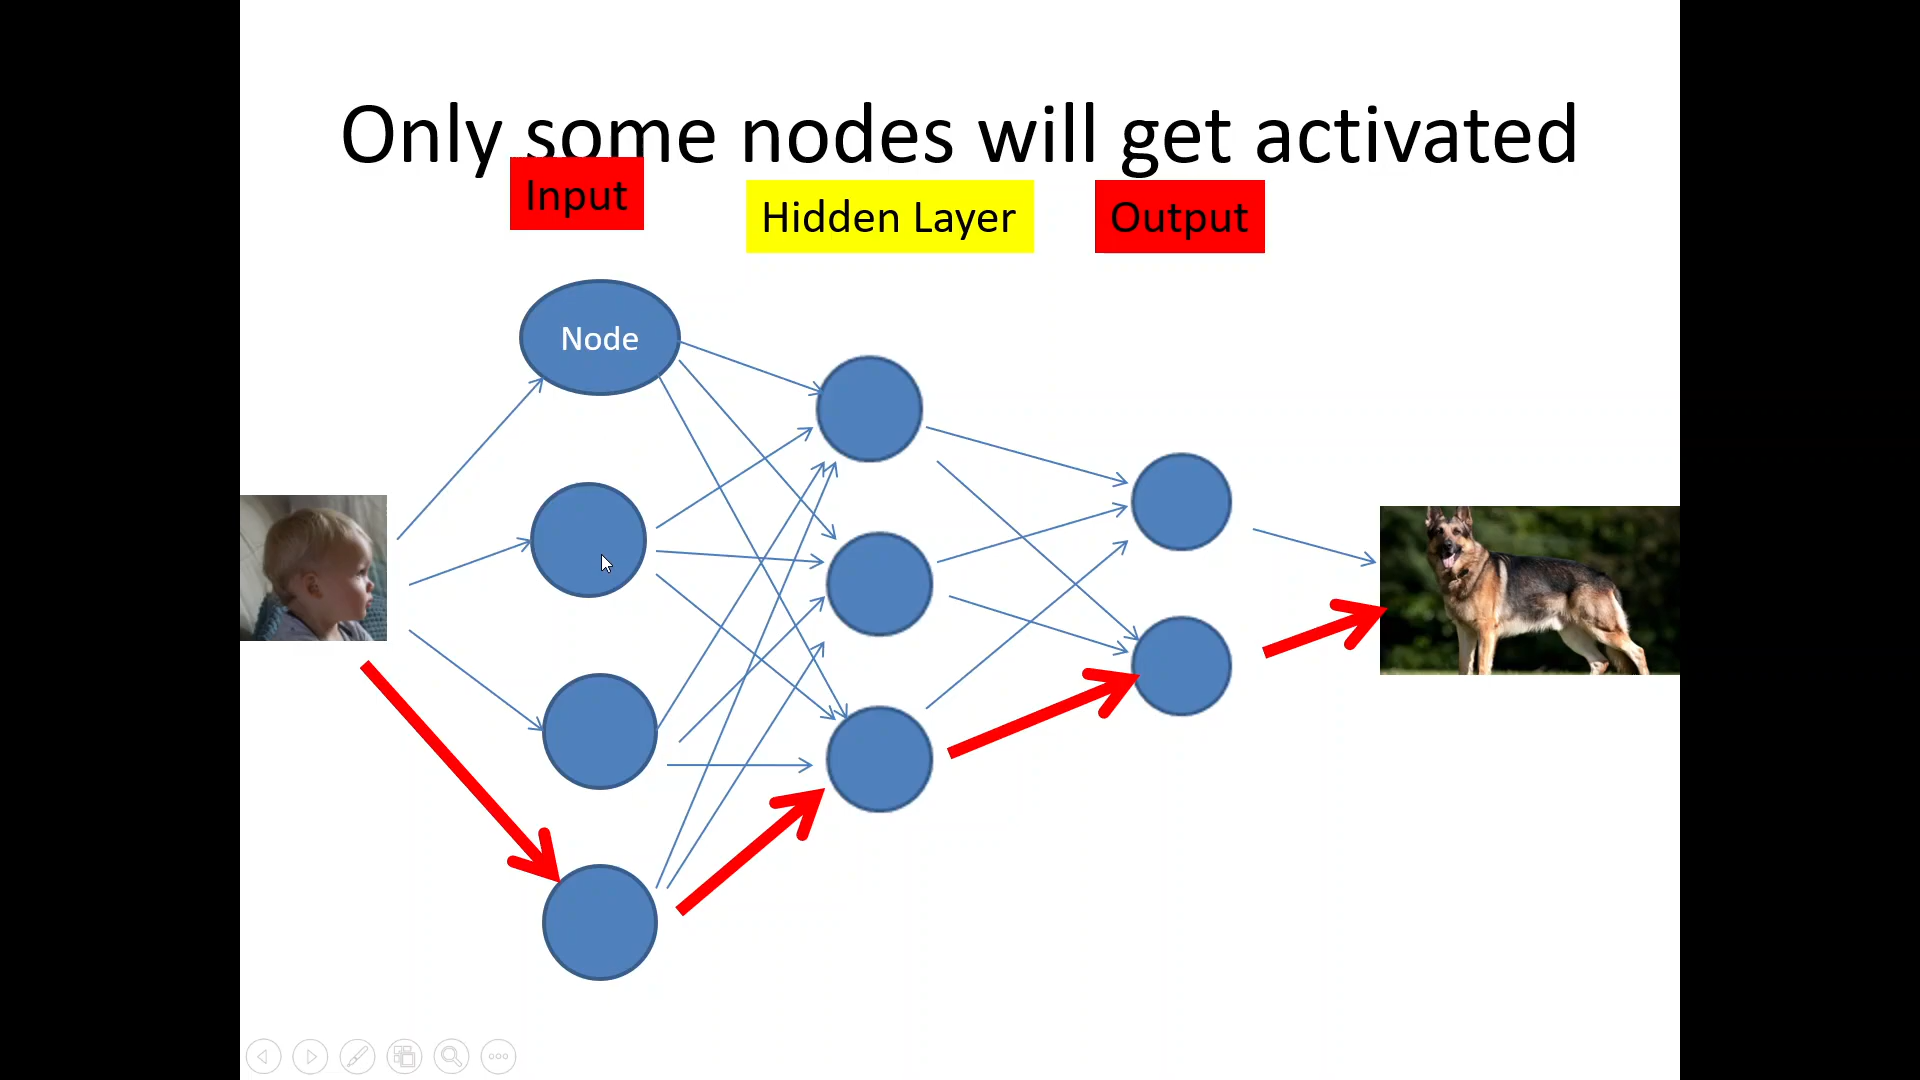 Only some nodes will get activated
Input
Hidden Layer
Output
Node